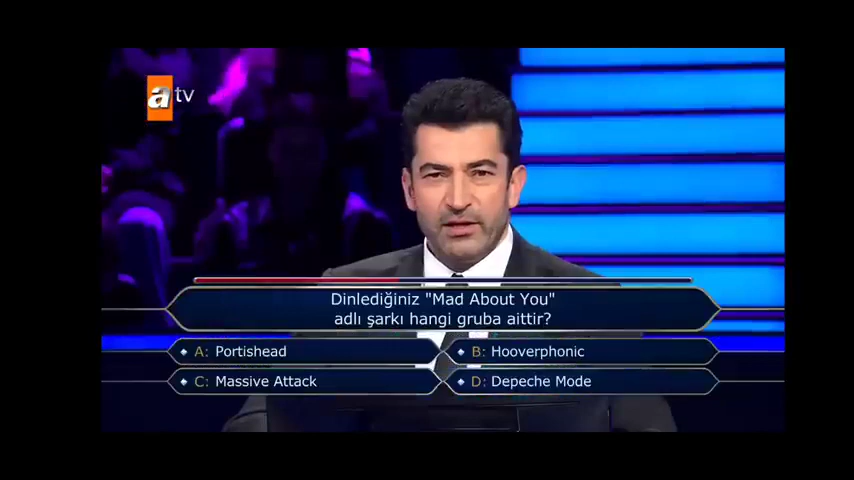 atv
Dinlediğiniz "Mad About You"
adlı şarkı hangi gruba aittir?
A: Portishead
B: Hooverphonic
C: Massive Attack
D: Depeche Mode